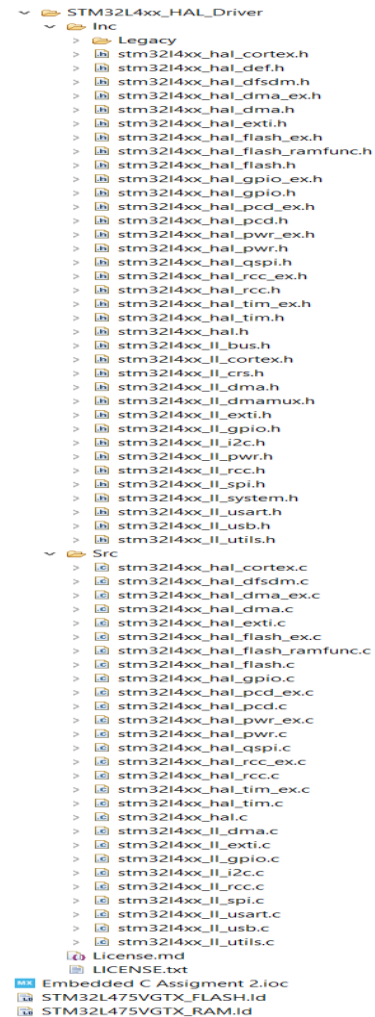 STM32L4xx_HAL_Driver
Inc
Legacy
stm32l4xx_hal_cortex.h
stm32l4xx_hal_def.h
stm32l4xx_hal_dfsdm.h
stm32l4xx_hal_dma_ex.h
stm32l4xx_hal_dma.h
stm32l4xx_hal_exti.h
stm32l4xx_hal_flash_ex.h
stm32l4xx_hal_flash_ramfunc.h
stm32l4xx_hal_flash.h
stm32l4xx_hal_gpio_ex.h
stm32l4xx_hal_gpio.h
stm32l4xx_hal_pcd_ex.h
stm32l4xx_hal_pcd.h
stm32l4xx_hal_pwr_ex.h
stm32l4xx_hal_pwr.h
stm32l4xx_hal_qspi.h
stm32l4xx_hal_rcc_ex.h
stm32l4xx_hal_rcc.h
stm32l4xx_hal_tim_ex.h
stm32l4xx_hal_tim.h
stm32l4xx_hal.h
stm32l4xx_ll_bus.h
stm32l4xx_ll_cortex.h
stm32l4xx_ll_crs.h
stm32l4xx_ll_dma.h
stm32l4xx_ll_dmamux.h
stm32l4xx_ll_exti.h
stm32l4xx_ll_gpio.h
stm32l4xx_ll_i2c.h
stm32l4xx_ll_pwr.h
stm32l4xx_ll_rcc.h
stm32l4xx_ll_spi.h
stm32l4xx_ll_system.h
stm32l4xx_ll_usart.h
stm32l4xx_ll_usb.h
stm32l4xx_ll_utils.h
Src
stm32l4xx_hal_cortex.c
stm32l4xx_hal_dfsdm.c
stm32l4xx_hal_dma_ex.c
stm32l4xx_hal_dma.c
stm32l4xx_hal_exti.c
stm32l4xx_hal_flash_ex.c
stm32l4xx_hal_flash_ramfunc.c
stm32l4xx_hal_flash.c
stm32l4xx_hal_gpio.c
stm32l4xx_hal_pcd_ex.c
stm32l4xx_hal_pcd.c
stm32l4xx_hal_pwr_ex.c
stm32l4xx_hal_pwr.c
stm32l4xx_hal_qspi.c
stm32l4xx_hal_rcc_ex.c
stm32l4xx_hal_rcc.c
stm32l4xx_hal_tim_ex.c
stm32l4xx_hal_tim.c
stm32l4xx_hal.c
stm32l4xx_ll_dma.c
stm32l4xx_ll_exti.c
stm32l4xx_ll_gpio.c
stm32l4xx_ll_i2c.c
stm32l4xx_ll_rcc.c
stm32l4xx_ll_spi.c
stm32l4xx_ll_usart.c
stm32l4xx_ll_usb.c
stm32l4xx_ll_utils.c
License.md
LICENSE.txt
MX Embedded C Assigment 2.ioc
STM32L475VGTX_FLASH.ld
STM32L475VGTX_RAM.ld